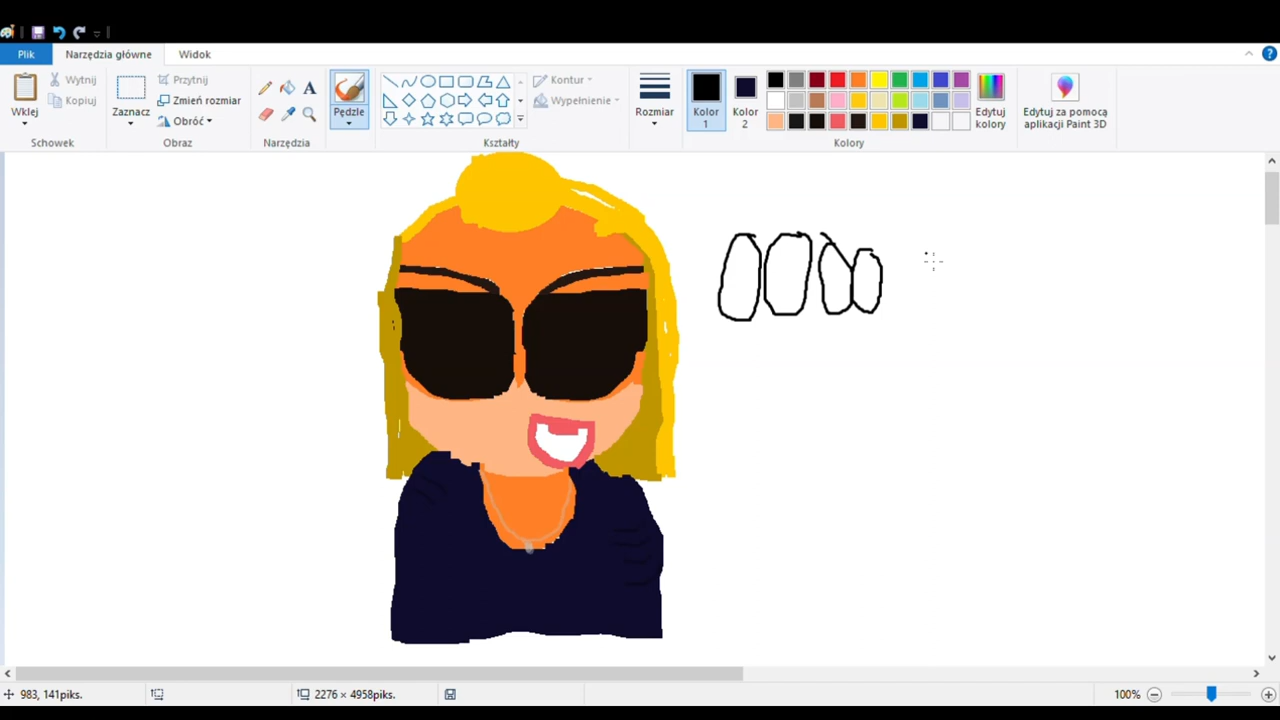 Plik
Narzędzia główne
Widok
Wklej
Wytnij
Kopiuj
Schowek
Zaznacz
Przytnij
Zmień rozmiar
Obróć
Obraz
A
Narzędzia
Pędzle
Kontur
Wypełnienie
Kształty
Rozmiar
Kolor
1
Kolor
2
Edytuj
kolory
Kolory
Edytuj za pomocą
aplikacji Paint 3D
?
983, 141piks.
2276 × 4958piks.
100%